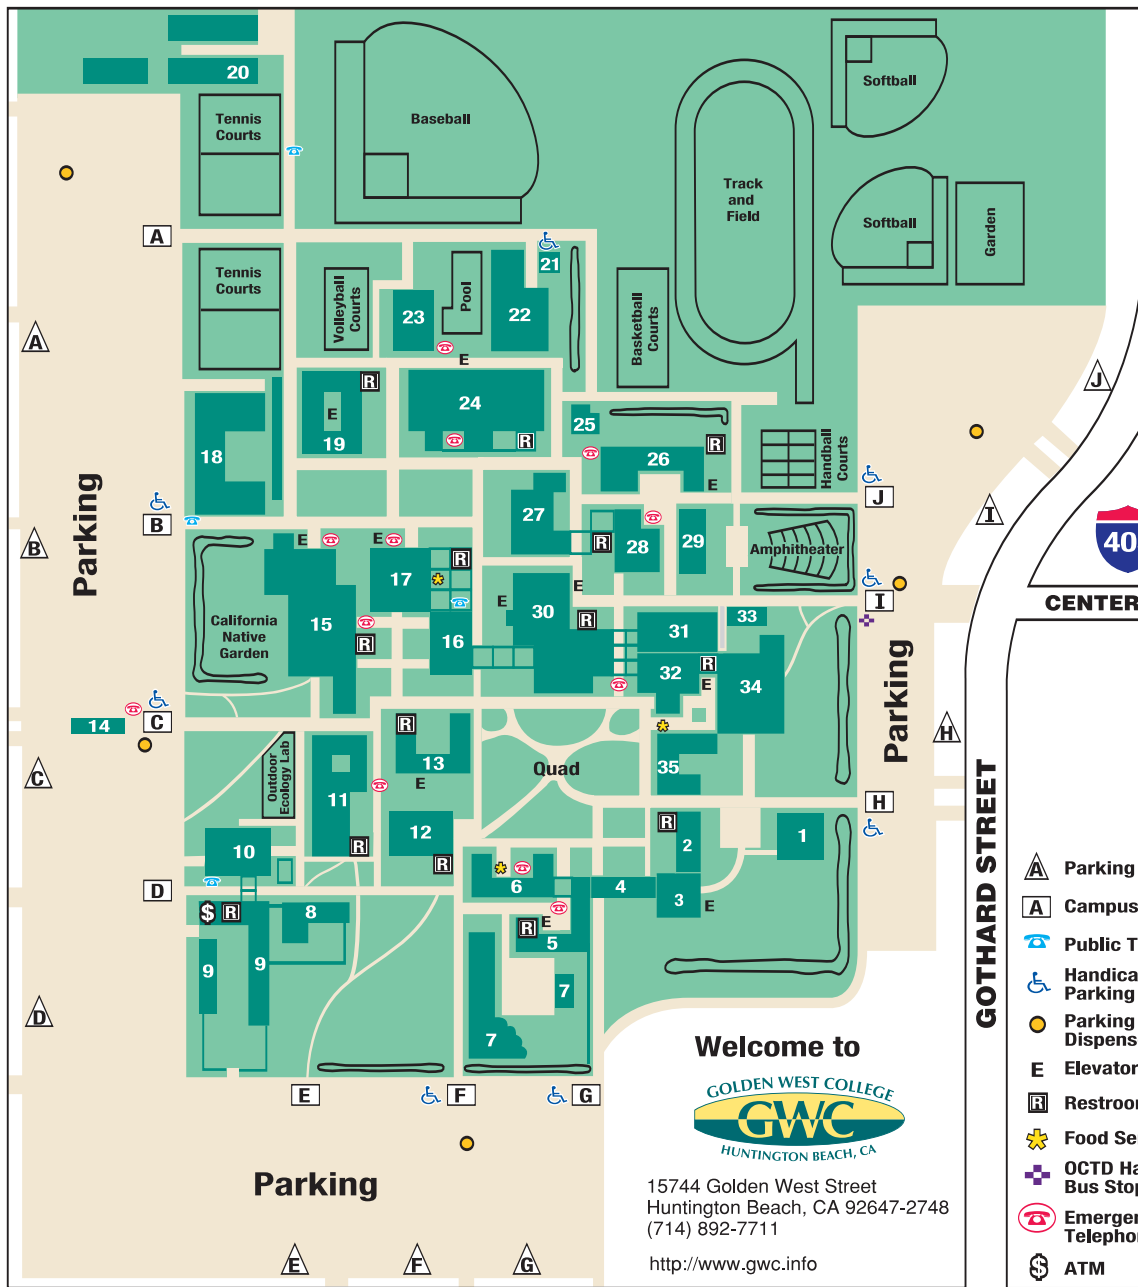 20
Tennis
Courts
Baseball
Softball
Track
and
Field
Softball
Garden
A
Tennis
Courts
21
Volleyball
Courts
23
Pool
22
Basketball
Courts
A
J
E
R
24
E
19
R
25
R
26
E
18
Handball
Courts
J
I
Parking
B
B
27
R
28
29
Amphitheater
40
E
E
17
R
E
E
30
I
CENTER
California
Native
Garden
15
R
16
R
31
33
32
R
E
34
Parking
14
C
R
13
E
H
C
Outdoor
Ecology Lab
11
Quad
35
H
R
12
R
R
2
1
10
D
6
4
3
E
GOTHARD STREET
$
R
8
R
E
5
9
9
7
7
D
E
F
G
Parking
E
F
G
Welcome to
GOLDEN WEST COLLEGE
GWC
HUNTINGTON BEACH, CA
15744 Golden West Street
Huntington Beach, CA 92647-2748
(714) 892-7711
http://www.gwc.info
A Parking
A Campus
Public T
Handica
Parking
Parking
Dispens
E Elevator
R Restroo
Food Se
OCTD Ha
Bus Stop
Emerge
Telepho
$ ATM